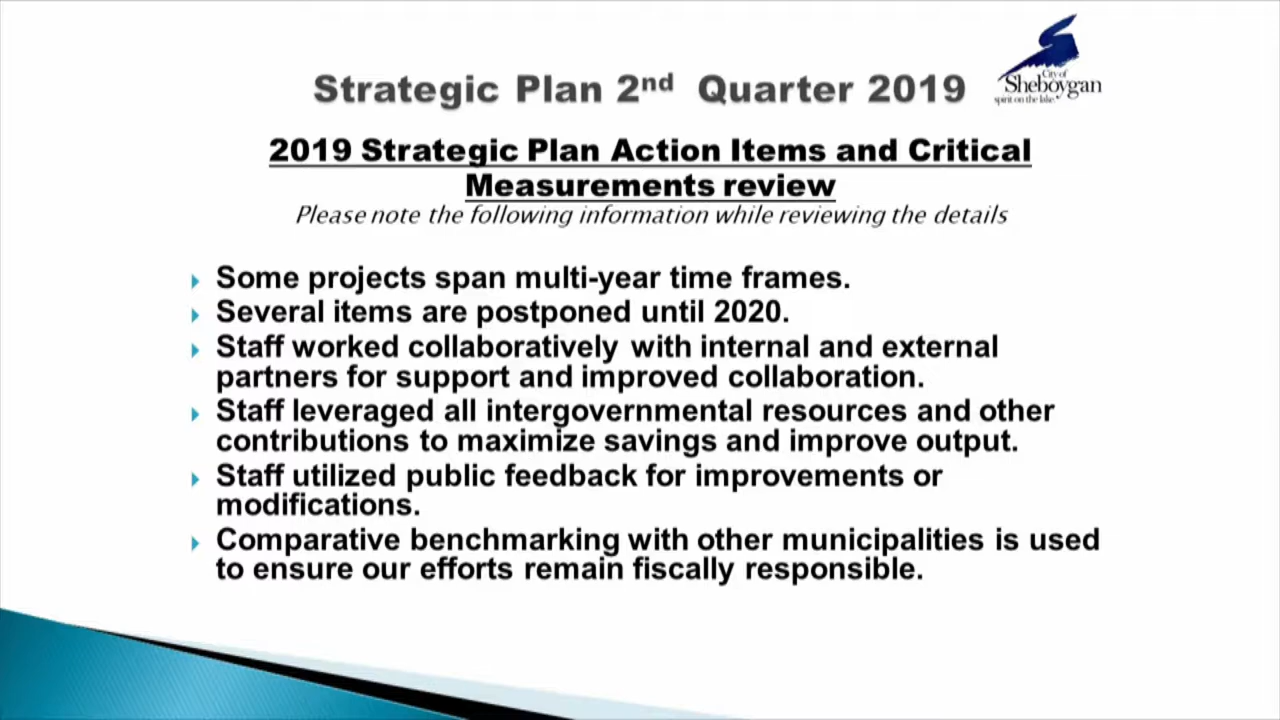 Strategic Plan 2nd Quarter 2019
City of
Sheboygan
spirit on the lake
2019 Strategic Plan Action Items and Critical
Measurements review
Please note the following information while reviewing the details
Some projects span multi-year time frames.
Several items are postponed until 2020.
Staff worked collaboratively with internal and external
partners for support and improved collaboration.
Staff leveraged all intergovernmental resources and other
contributions to maximize savings and improve output.
Staff utilized public feedback for improvements or
modifications.
Comparative benchmarking with other municipalities is used
to ensure our efforts remain fiscally responsible.